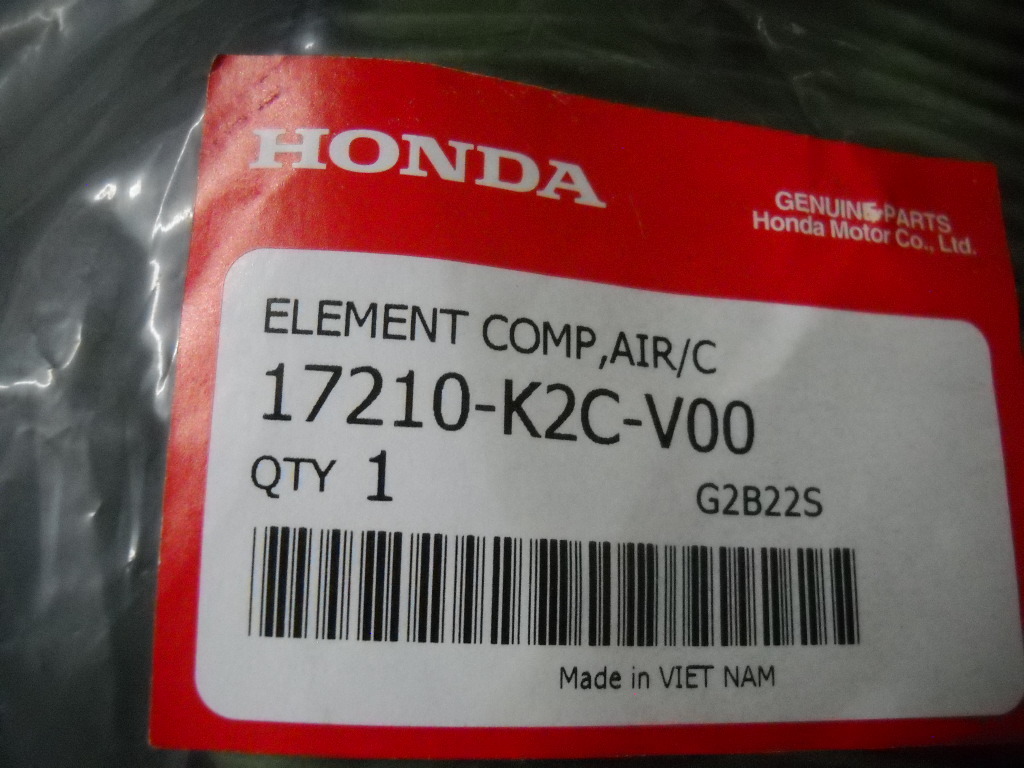 HONDA
GENUINE PARTS
Honda Motor Co., Ltd.
ELEMENT COMP,AIR/C
17210-K2C-V00
QTY 1
G2B22S
Made in VIET NAM